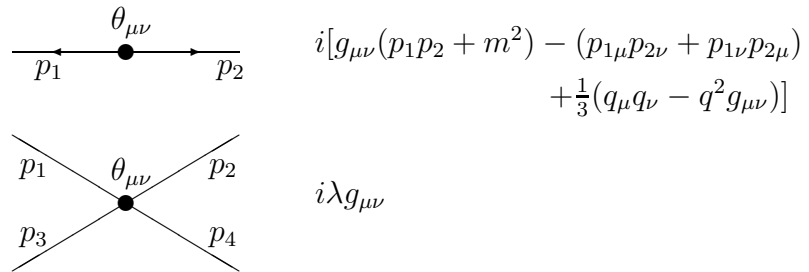 θ_{μν}
p_1 p_2
i[g_{μν}(p_1p_2 + m^2) − (p_{1μ}p_{2ν} + p_{1ν}p_{2μ})
+\frac{1}{3}(q_μq_ν − q^2g_{μν})]
p_1 θ_{μν} p_2
iλg_{μν}
p_3 p_4